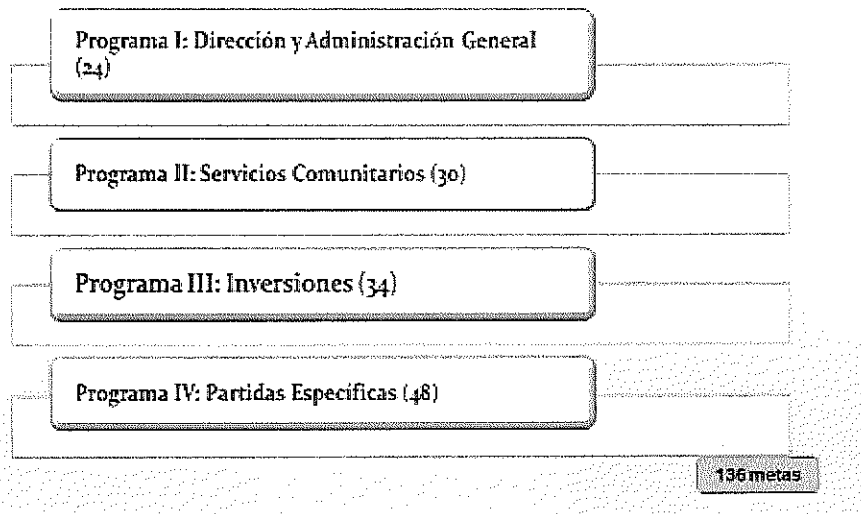 Programa I: Dirección y Administración General
(24)
Programa II: Servicios Comunitarios (30)
Programa III: Inversiones (34)
Programa IV: Partidas Específicas (48)
136 metas